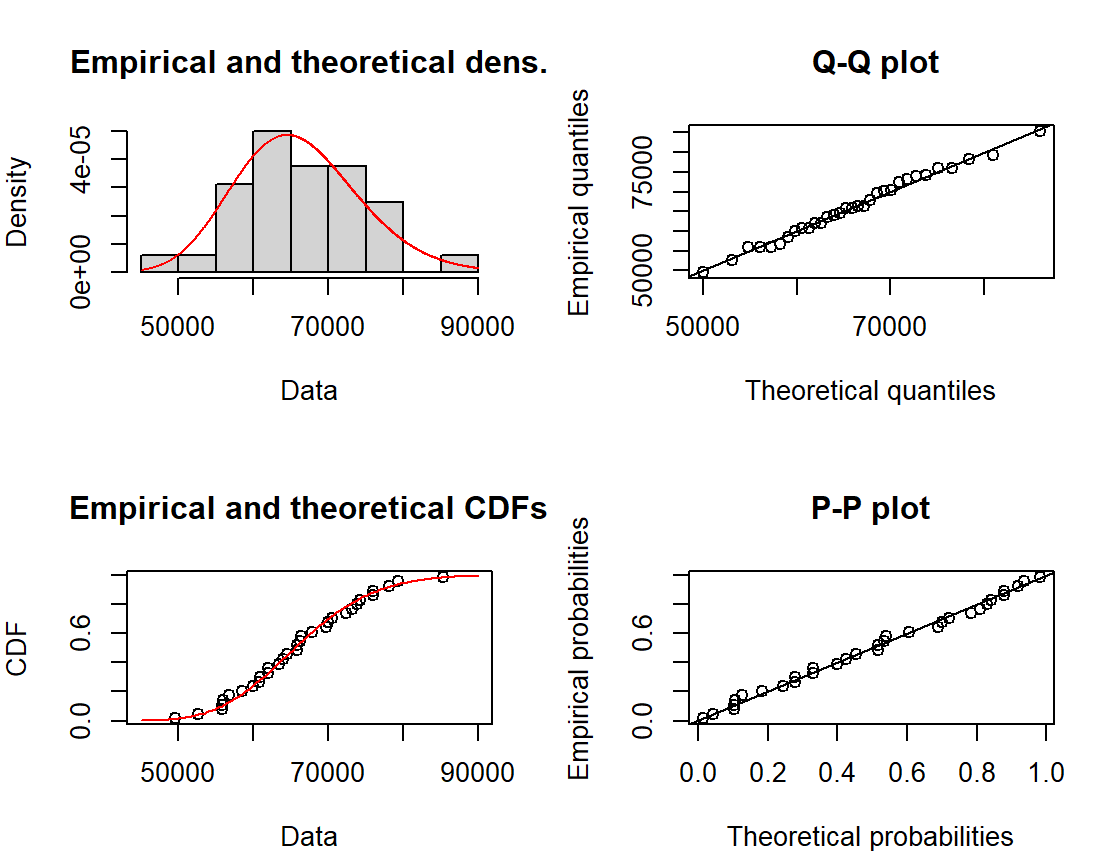 Empirical and theoretical dens.
Density
0e+00 4e-05
50000 70000 90000
Data
Q-Q plot
Empirical quantiles
50000 75000
50000 70000
Theoretical quantiles
Empirical and theoretical CDFs
CDF
0.0 0.6
50000 70000 90000
Data
P-P plot
Empirical probabilities
0.0 0.6
0.0 0.2 0.4 0.6 0.8 1.0
Theoretical probabilities